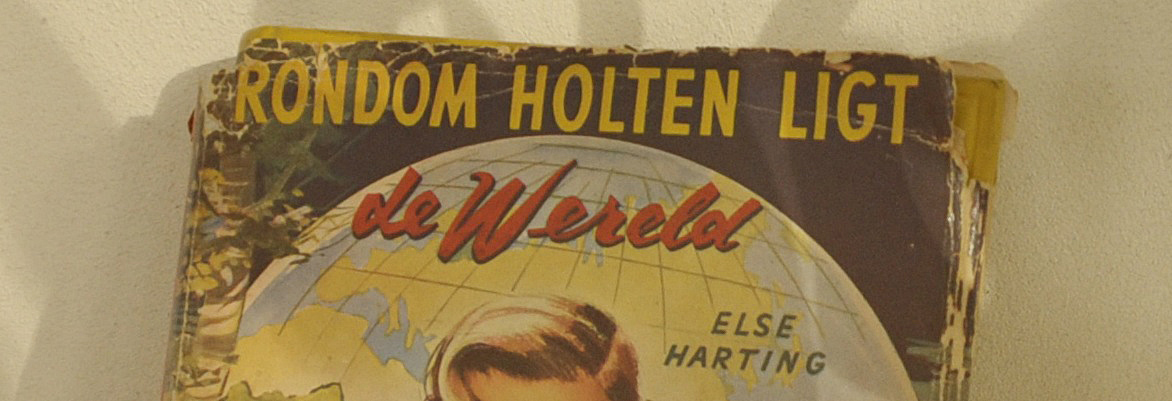 RONDOM HOLTEN LIGT
de Wereld
ELSE
HARTING